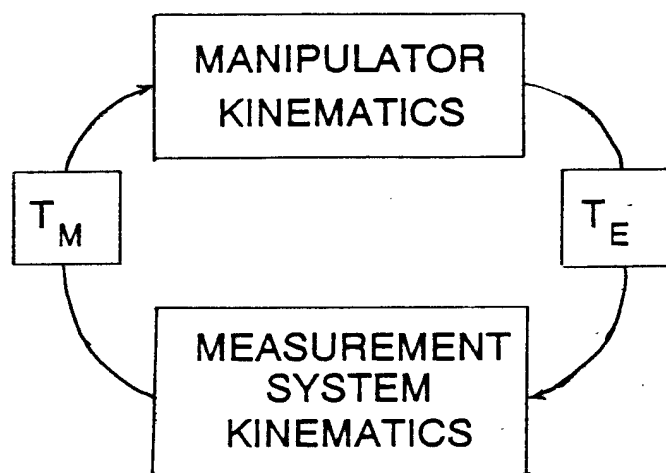 MANIPULATOR
KINEMATICS
T_M
T_E
MEASUREMENT
SYSTEM
KINEMATICS